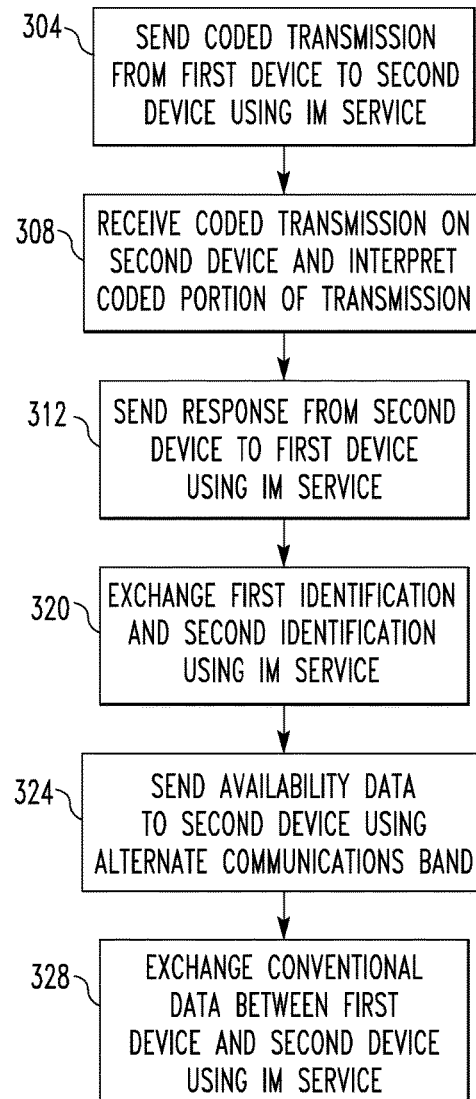 304
SEND CODED TRANSMISSION
FROM FIRST DEVICE TO SECOND
DEVICE USING IM SERVICE
308
RECEIVE CODED TRANSMISSION ON
SECOND DEVICE AND INTERPRET
CODED PORTION OF TRANSMISSION
312
SEND RESPONSE FROM SECOND
DEVICE TO FIRST DEVICE
USING IM SERVICE
320
EXCHANGE FIRST IDENTIFICATION
AND SECOND IDENTIFICATION
USING IM SERVICE
324
SEND AVAILABILITY DATA
TO SECOND DEVICE USING
ALTERNATE COMMUNICATIONS BAND
328
EXCHANGE CONVENTIONAL
DATA BETWEEN FIRST
DEVICE AND SECOND DEVICE
USING IM SERVICE